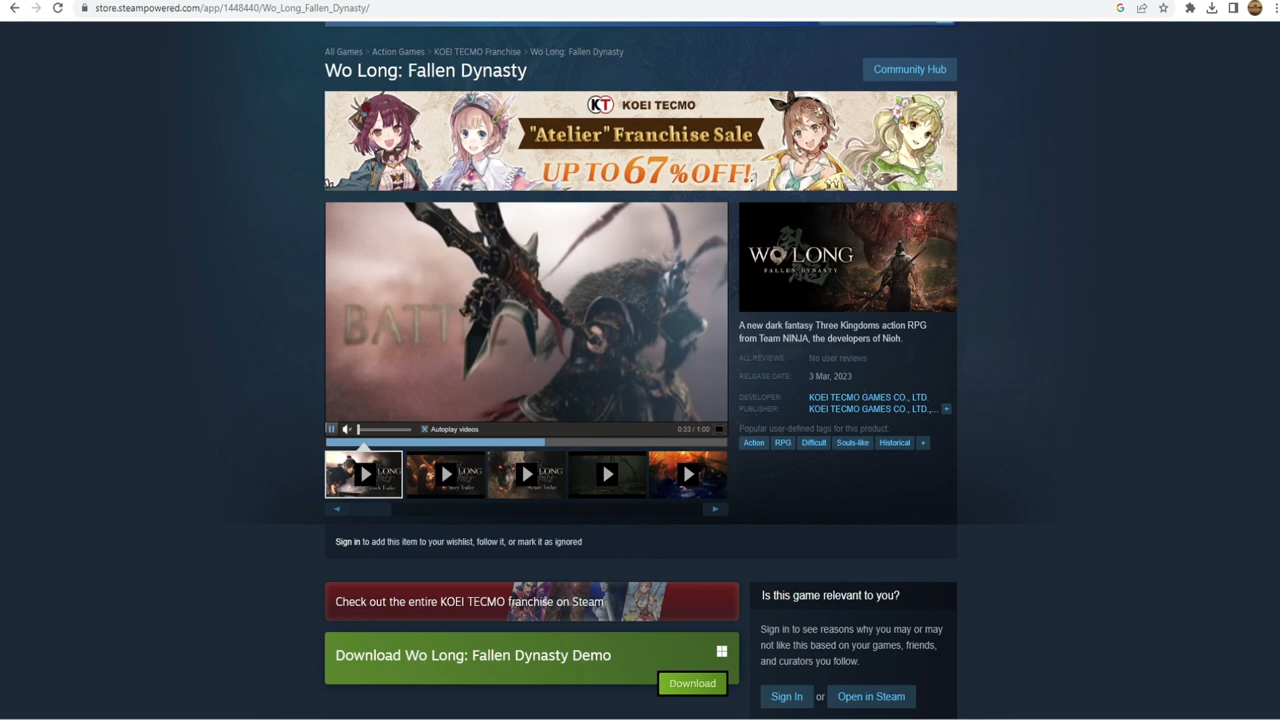 store.steampowered.com/app/1448440/Wo_Long_Fallen_Dynasty/
All Games > Action Games > KOEI TECMO Franchise > Wo Long: Fallen Dynasty
Wo Long: Fallen Dynasty
Community Hub
KT KOEI TECMO
"Atelier" Franchise Sale
UP TO 67% OFF!
BATT
WO LONG
FALLEN DYNASTY
A new dark fantasy Three Kingdoms action RPG
from Team NINJA, the developers of Nioh.
ALL REVIEWS: No user reviews
RELEASE DATE: 3 Mar, 2023
DEVELOPER: KOEI TECMO GAMES CO., LTD.
PUBLISHER: KOEI TECMO GAMES CO., LTD.,... +
Popular user-defined tags for this product:
Action RPG Difficult Souls-like Historical +
Autoplay videos 0:33 / 1:00
Sign in to add this item to your wishlist, follow it, or mark it as ignored
Check out the entire KOEI TECMO franchise on Steam
Download Wo Long: Fallen Dynasty Demo
Download
Is this game relevant to you?
Sign in to see reasons why you may or may
not like this based on your games, friends,
and curators you follow.
Sign In or Open in Steam